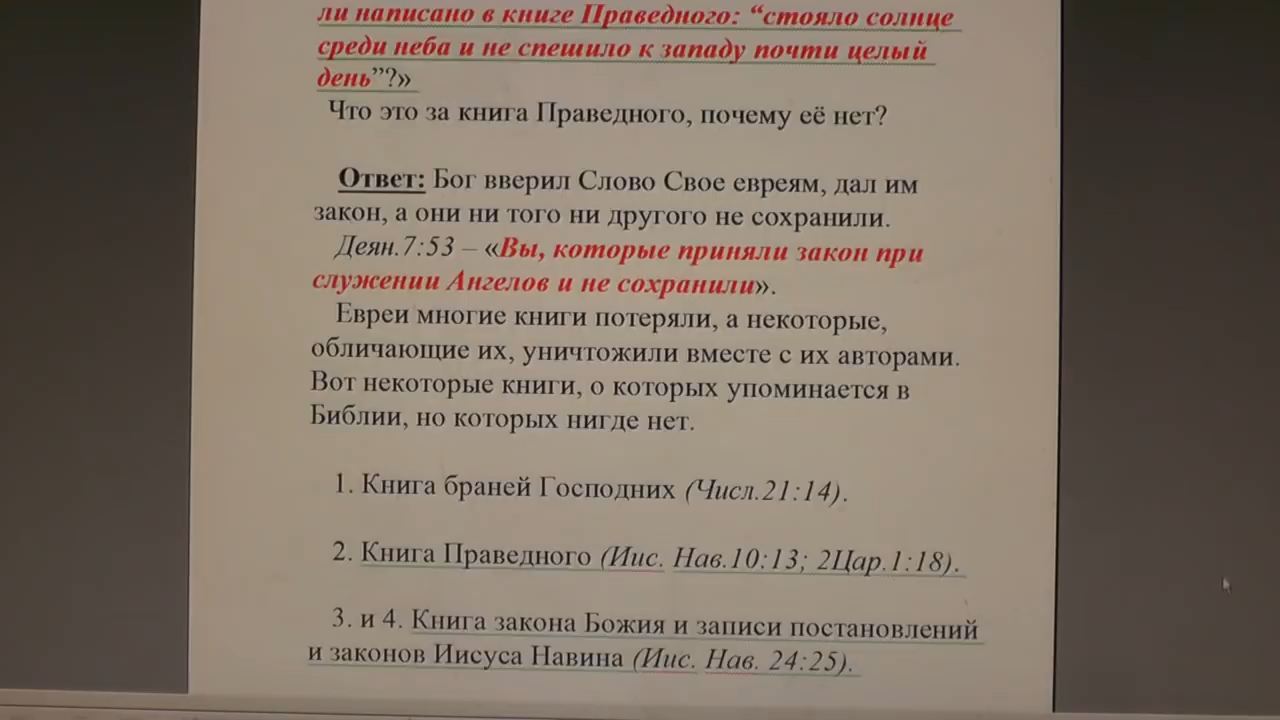 ли написано в книге Праведного: “стояло солнце
среди неба и не спешило к западу почти целый
день”?»
Что это за книга Праведного, почему её нет?
Ответ: Бог вверил Слово Свое евреям, дал им
закон, а они ни того ни другого не сохранили.
Деян.7:53 – «Вы, которые приняли закон при
служении Ангелов и не сохранили».
Евреи многие книги потеряли, а некоторые,
обличающие их, уничтожили вместе с их авторами.
Вот некоторые книги, о которых упоминается в
Библии, но которых нигде нет.
1. Книга браней Господних (Числ.21:14).
2. Книга Праведного (Иис. Нав.10:13; 2Цар.1:18).
3. и 4. Книга закона Божия и записи постановлений
и законов Иисуса Навина (Иис. Нав. 24:25).